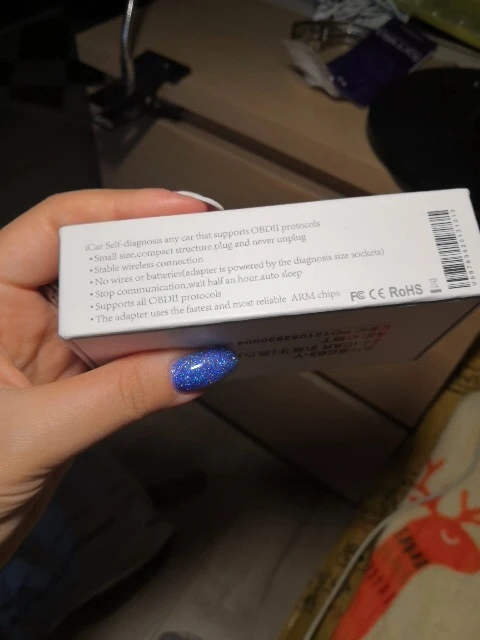 iCar Self-diagnosis any car that supports OBDII protocols
• Small size,compact structure.plug and never unplug
• Stable wireless connection
• No wires or batteries(adapter is powered by the diagnosis size sockets)
• Stop communication,wait half an hour.auto sleep
• Supports all OBDII protocols
• The adapter uses the fastest and most reliable ARM chips FC CE RoHS